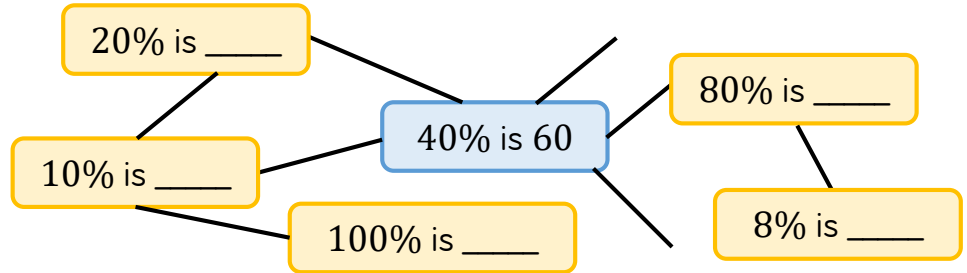 20% is _____
80% is _____
40% is 60
10% is _____
100% is _____
8% is _____